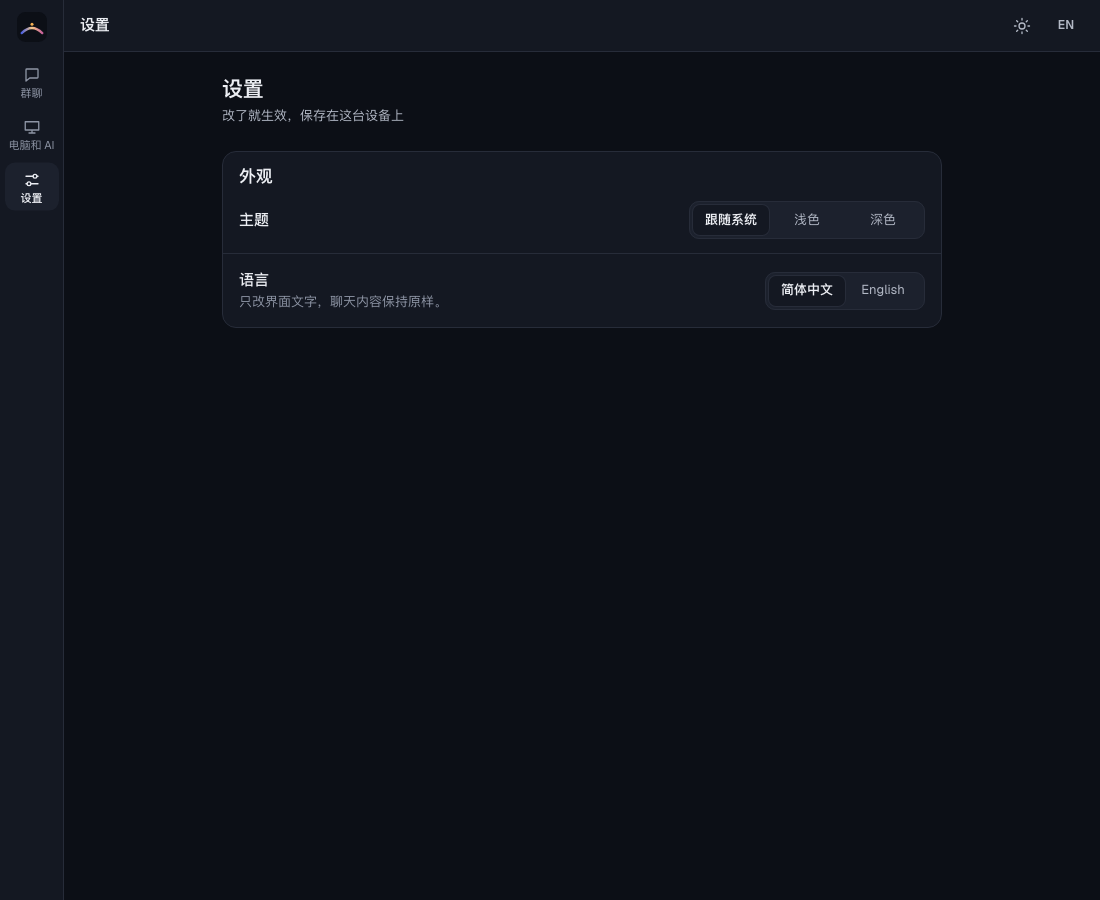 设置
EN
群聊
电脑和 AI
设置
设置
改了就生效，保存在这台设备上
外观
主题
跟随系统 浅色 深色
语言
只改界面文字，聊天内容保持原样。
简体中文 English